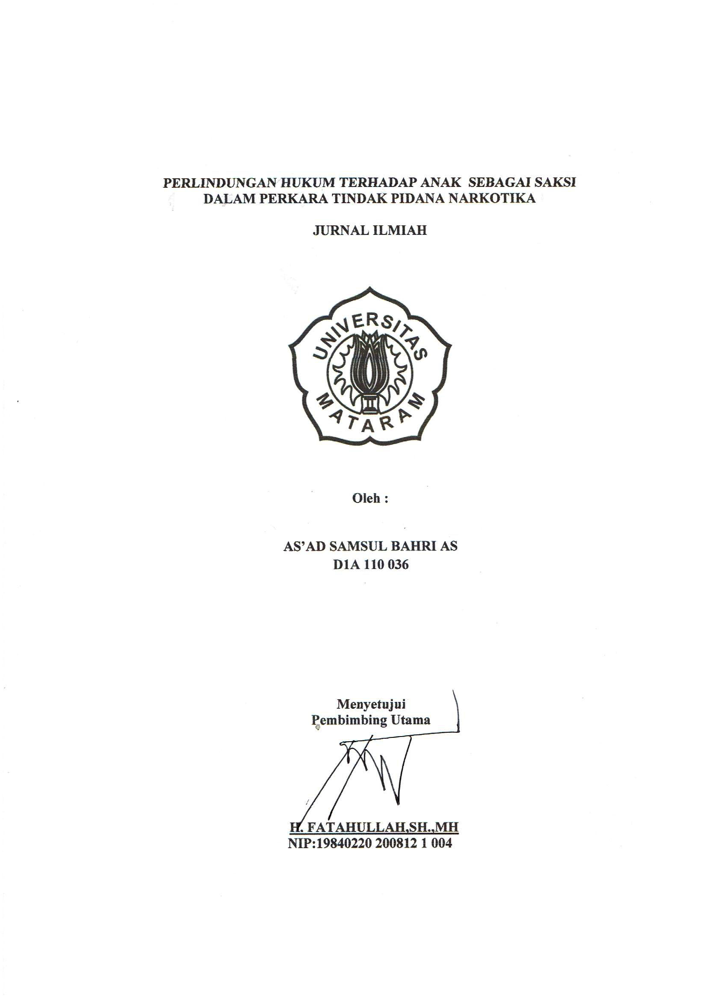 PERLINDUNGAN HUKUM TERHADAP ANAK SEBAGAI SAKSI
DALAM PERKARA TINDAK PIDANA NARKOTIKA
JURNAL ILMIAH
UNIVERSITAS
MATARAM
Oleh :
AS’AD SAMSUL BAHRI AS
D1A 110 036
Menyetujui
Pembimbing Utama
H. FATAHULLAH,SH.,MH
NIP:19840220 200812 1 004